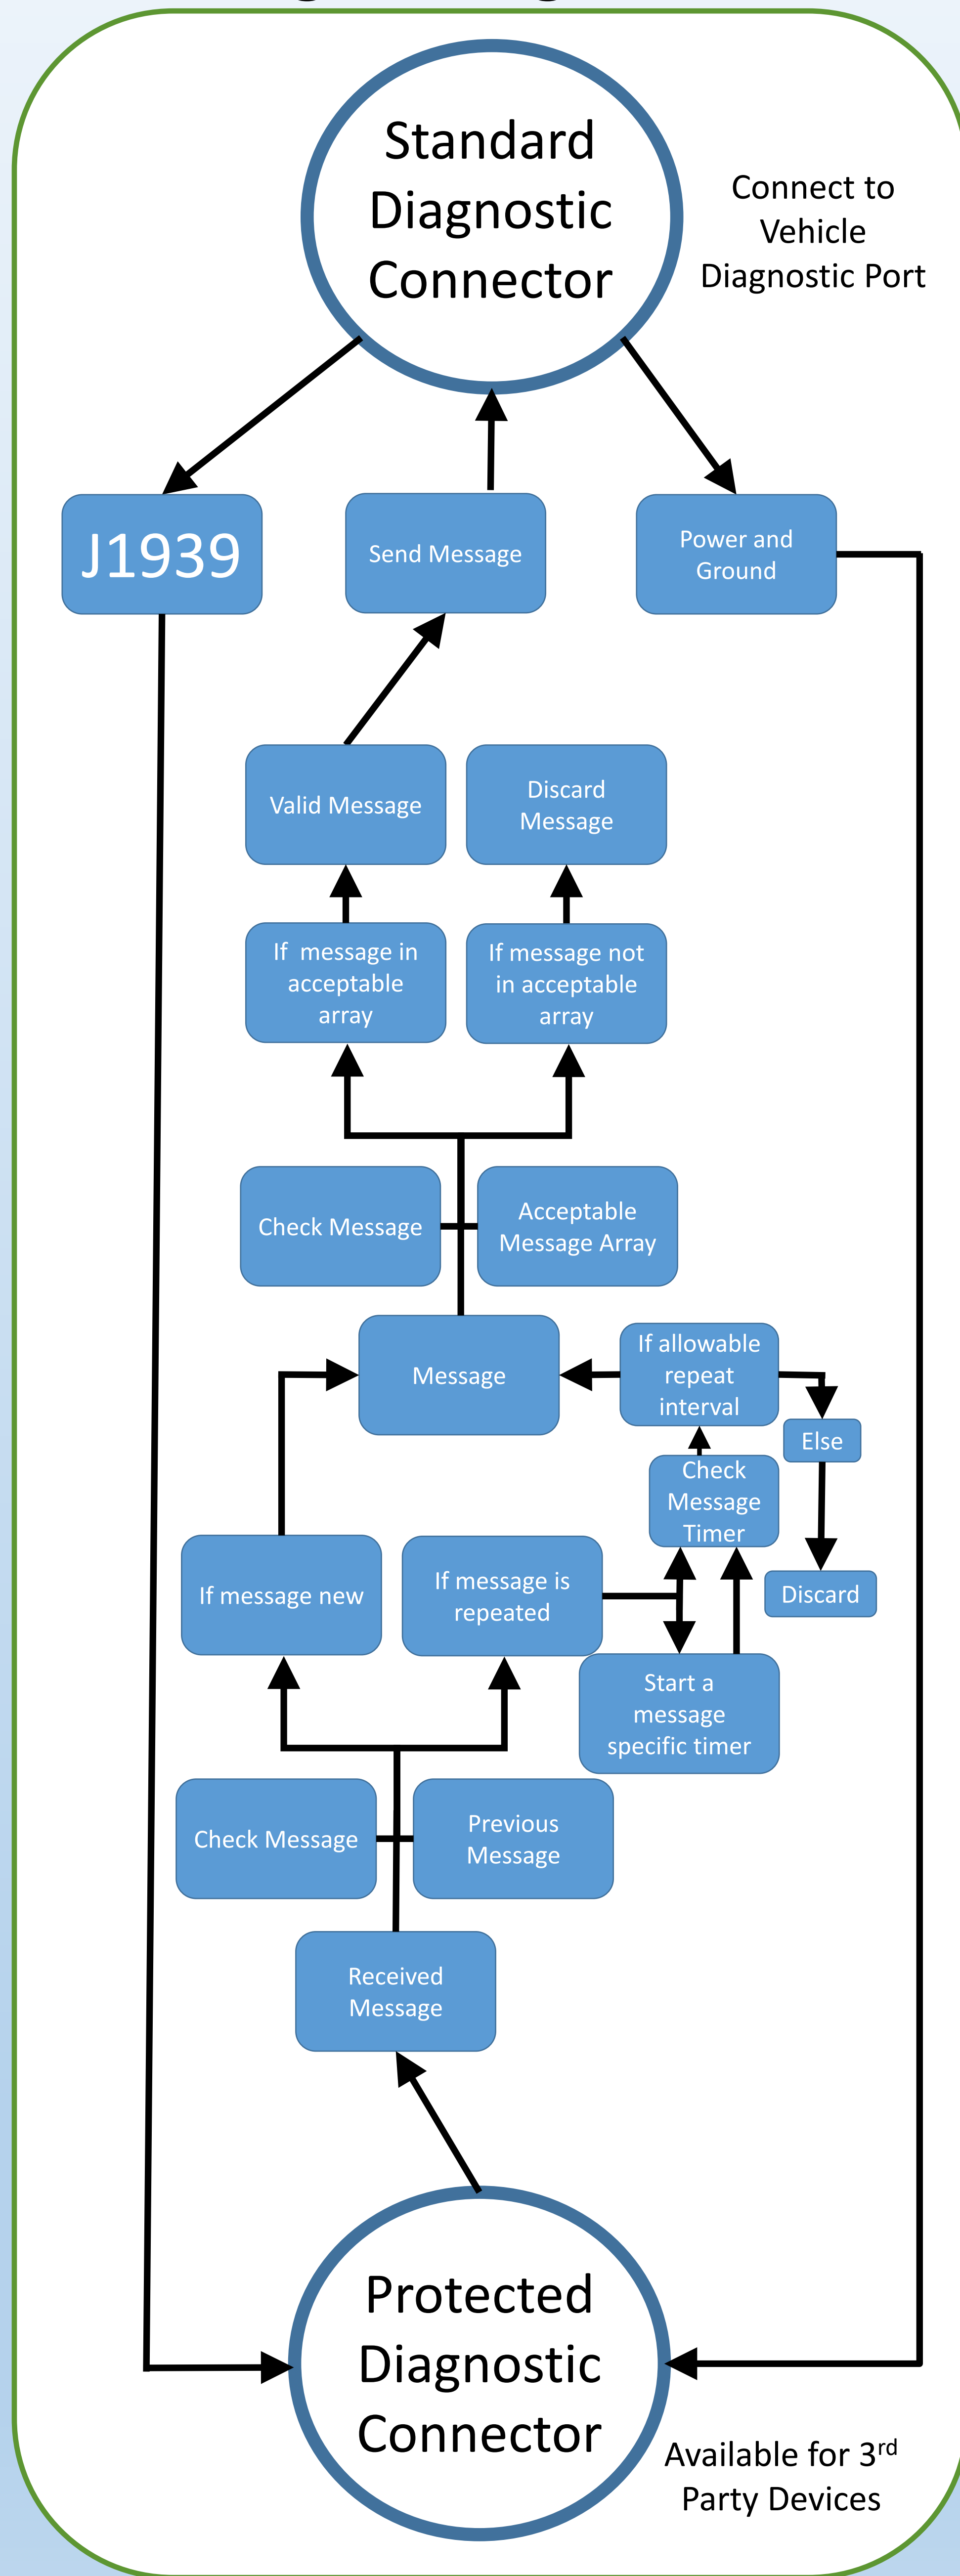 Standard
Diagnostic
Connector
Connect to
Vehicle
Diagnostic Port
J1939
Send Message
Power and
Ground
Valid Message
Discard
Message
If  message in
acceptable
array
If message not
in acceptable
array
Check Message
Acceptable
Message Array
Message
If allowable
repeat
interval
Else
Check
Message
Timer
If message new
If message is
repeated
Discard
Start a
message
specific timer
Check Message
Previous
Message
Received
Message
Protected
Diagnostic
Connector
Available for 3rd
Party Devices